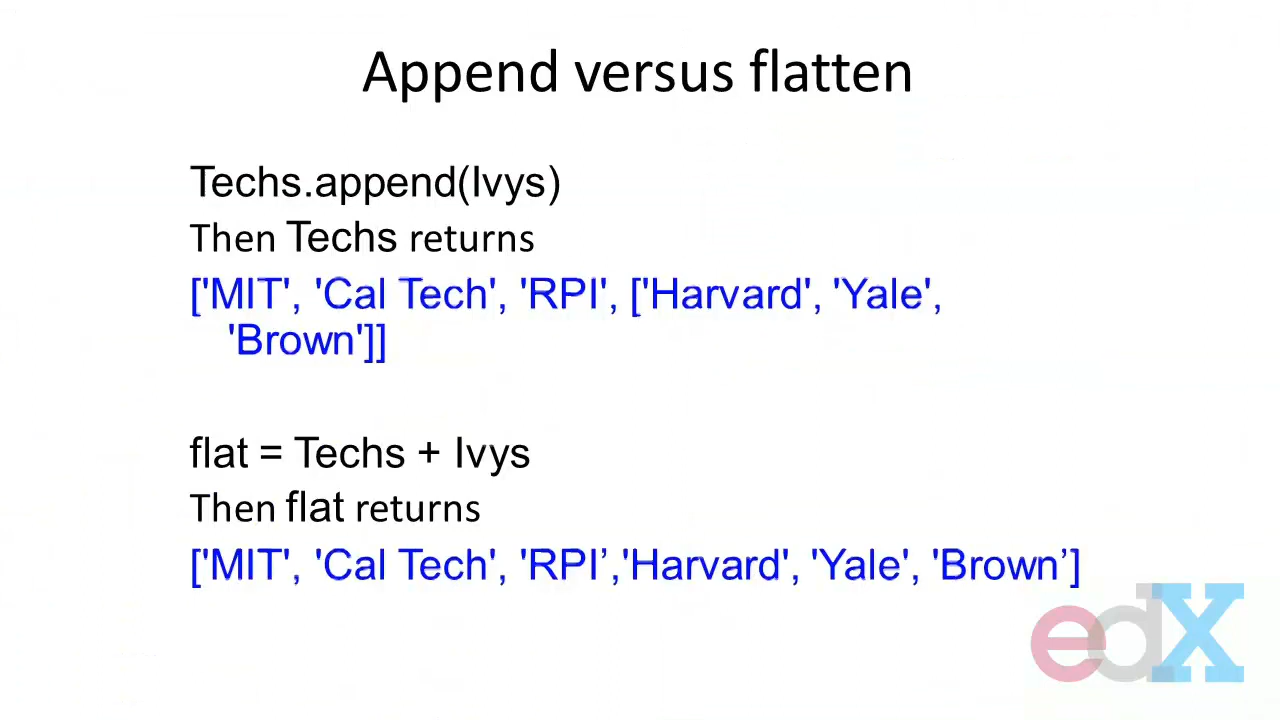 Append versus flatten
Techs.append(Ivys)
Then Techs returns
['MIT', 'Cal Tech', 'RPI', ['Harvard', 'Yale',
'Brown']]
flat = Techs + Ivys
Then flat returns
['MIT', 'Cal Tech', 'RPI’,'Harvard', 'Yale', 'Brown’]
edX